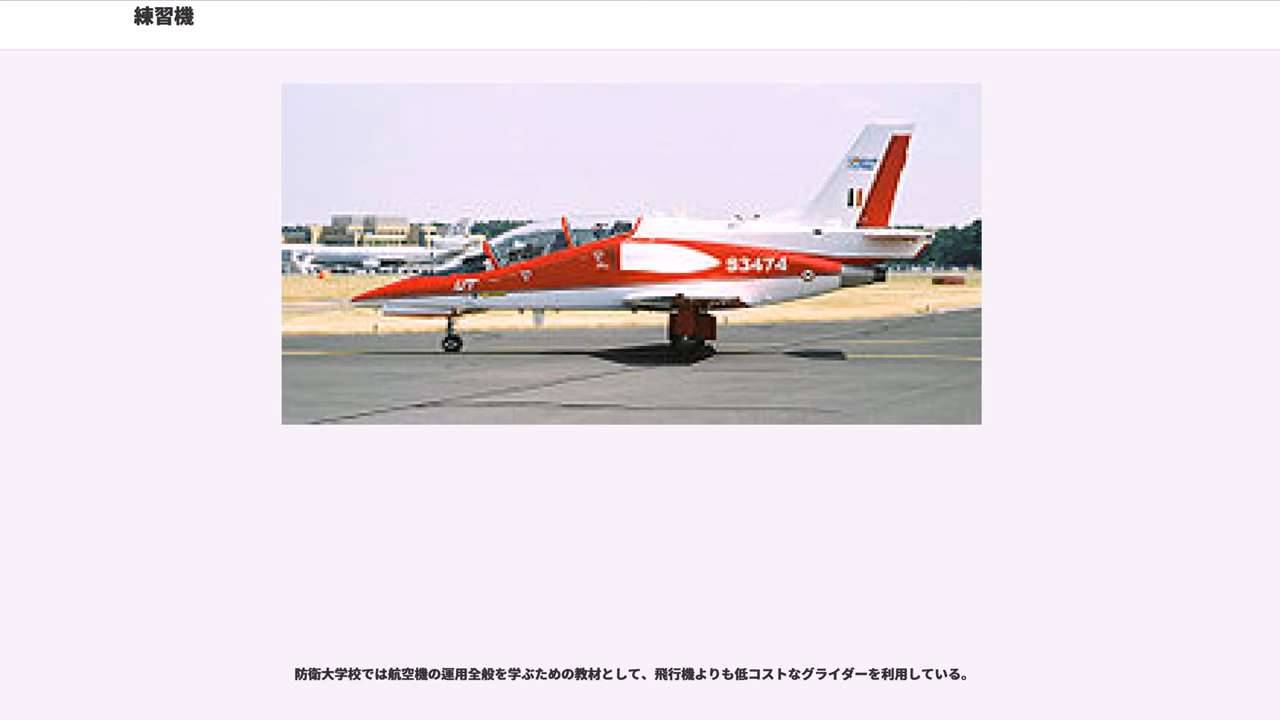 練習機
93474
防衛大学校では航空機の運用全般を学ぶための教材として、飛行機よりも低コストなグライダーを利用している。